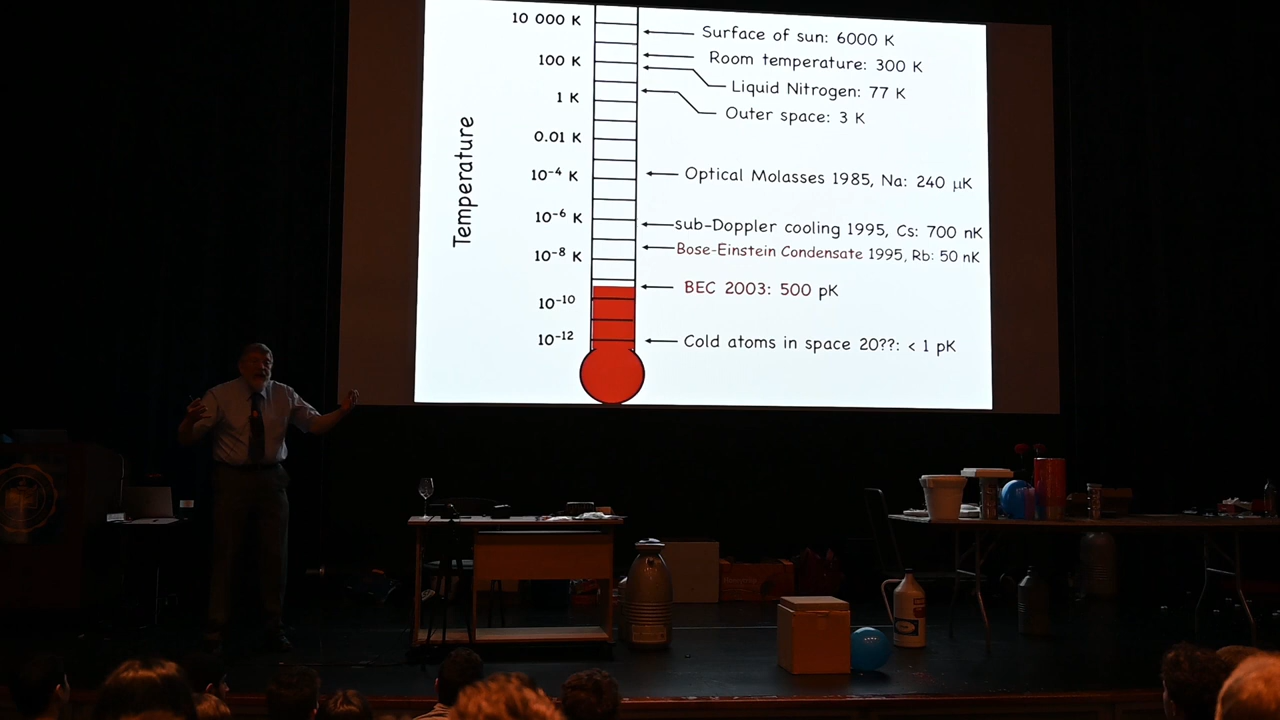 10 000 K
Surface of sun: 6000 K
Room temperature: 300 K
100 K
Liquid Nitrogen: 77 K
1 K
Outer space: 3 K
0.01 K
Temperature
10⁻⁴ K
Optical Molasses 1985, Na: 240 μK
10⁻⁶ K
sub-Doppler cooling 1995, Cs: 700 nK
10⁻⁸ K
Bose-Einstein Condensate 1995, Rb: 50 nK
BEC 2003: 500 pK
10⁻¹⁰
10⁻¹²
Cold atoms in space 20??: < 1 pK